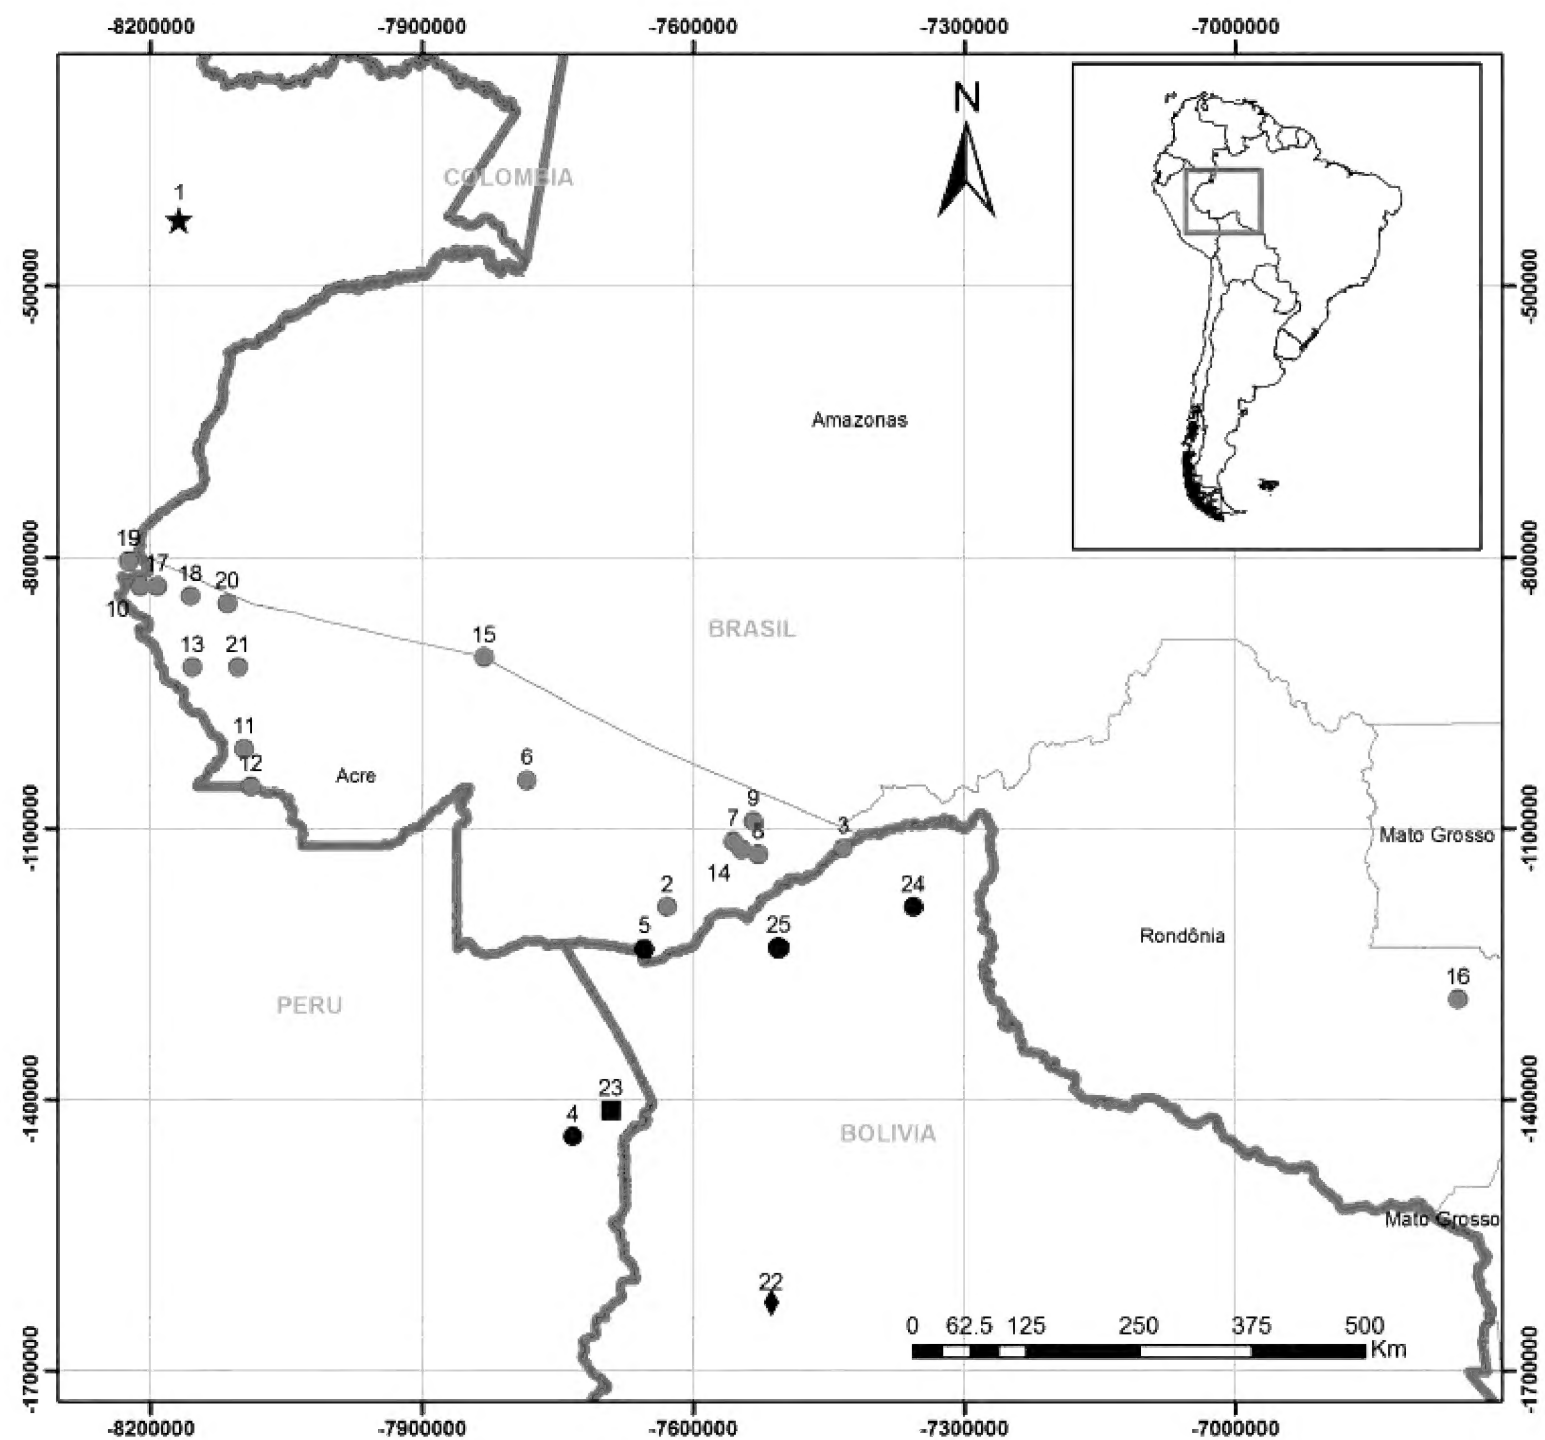 -8200000 -7900000 -7600000 -7300000 -7000000
N
COLOMBIA
1
-500000 -500000
Amazonas
19
-800000 -800000
17
18
20
10
15
BRASIL
13 21
11
12
6
Acre
9
7
8
3
-1100000 -1100000
Mato Grosso
14
2
24
5
25
Rondônia
16
PERU
23
-1400000 -1400000
4
BOLIVIA
Mato Grosso
22
0 62.5 125 250 375 500
Km
-1700000 -1700000
-8200000 -7900000 -7600000 -7300000 -7000000